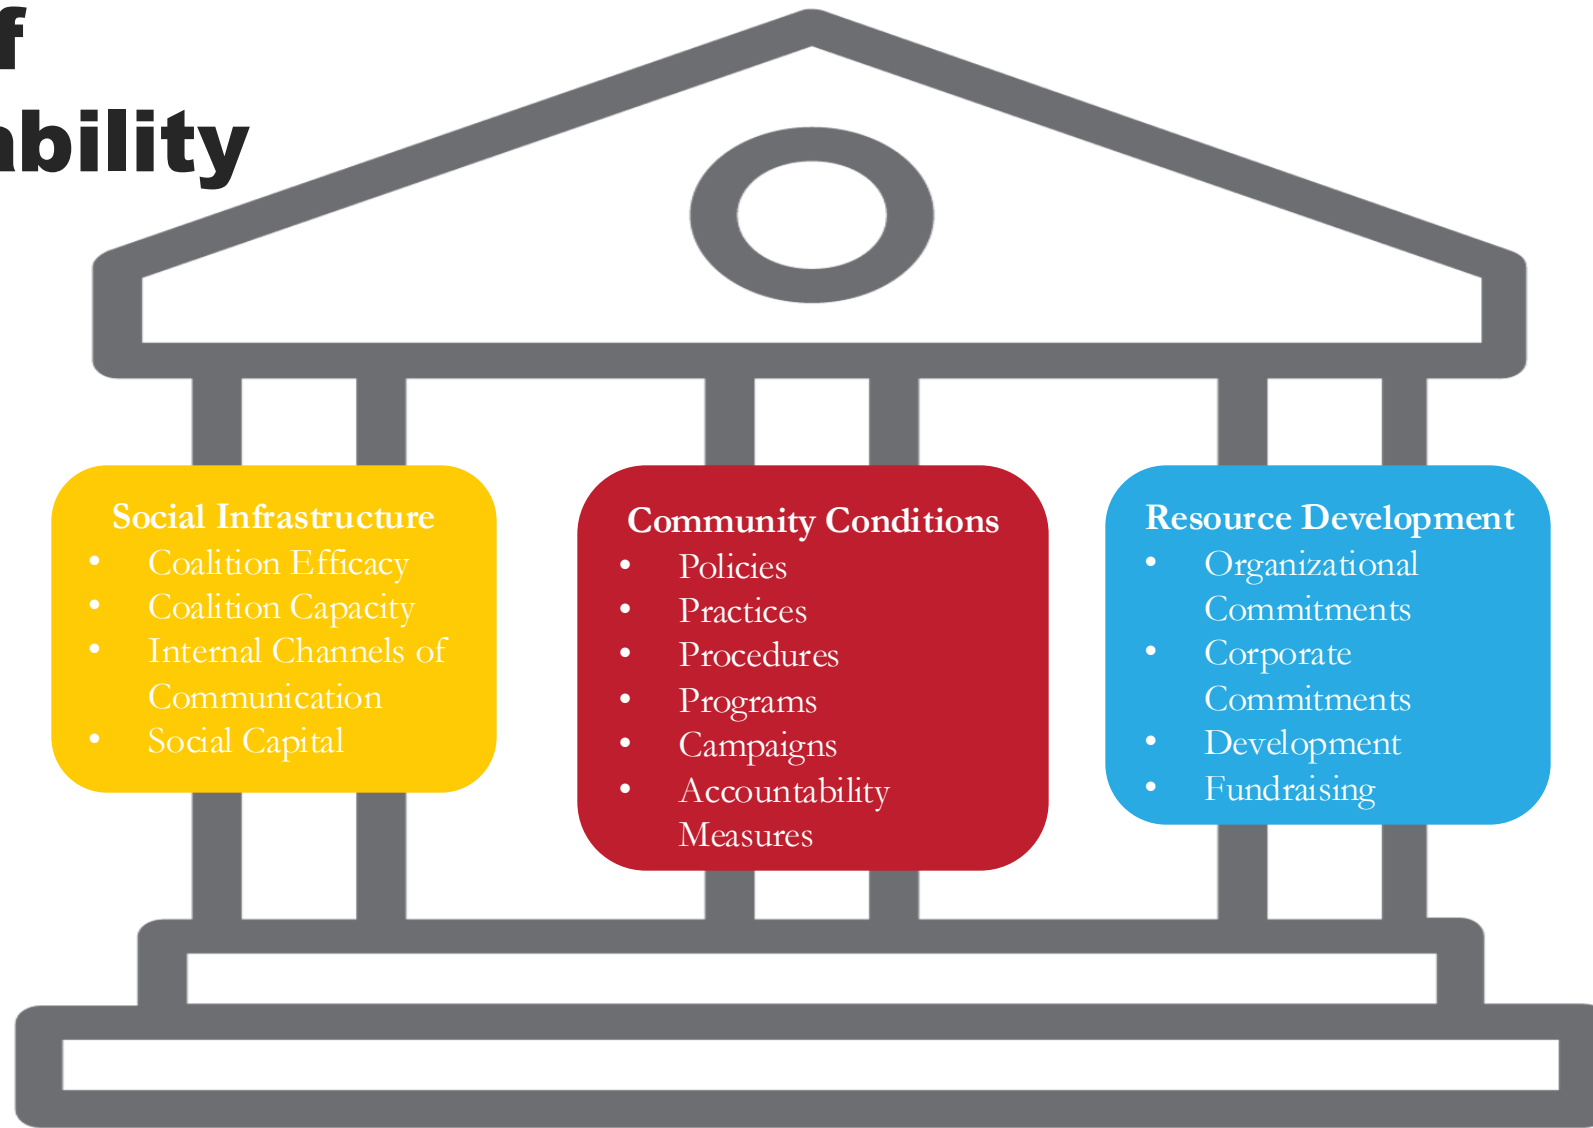 f
ability
Social Infrastructure
• Coalition Efficacy
• Coalition Capacity
• Internal Channels of
Communication
• Social Capital
Community Conditions
• Policies
• Practices
• Procedures
• Programs
• Campaigns
• Accountability
Measures
Resource Development
• Organizational
Commitments
• Corporate
Commitments
• Development
• Fundraising